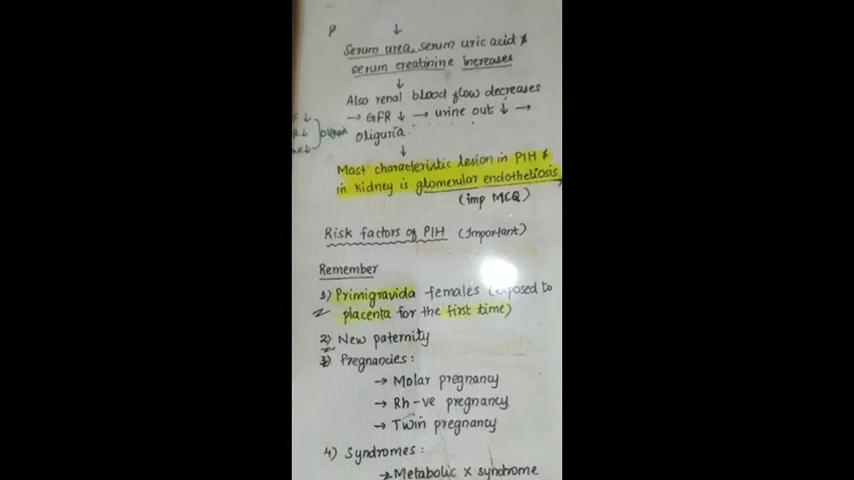 ↓
Serum urea, serum uric acid &
serum creatinine increases
↓
Also renal blood flow decreases
→ GFR ↓ → urine out ↓ →
oliguria.
↓
Most characteristic lesion in PIH &
in kidney is glomerular endotheliosis
(imp MCQ)
Risk factors of PIH (Important)
Remember
1) Primigravida females (exposed to
placenta for the first time)
2) New paternity
3) Pregnancies:
→ Molar pregnancy
→ Rh-ve pregnancy
→ Twin pregnancy
4) Syndromes:
→ Metabolic X syndrome